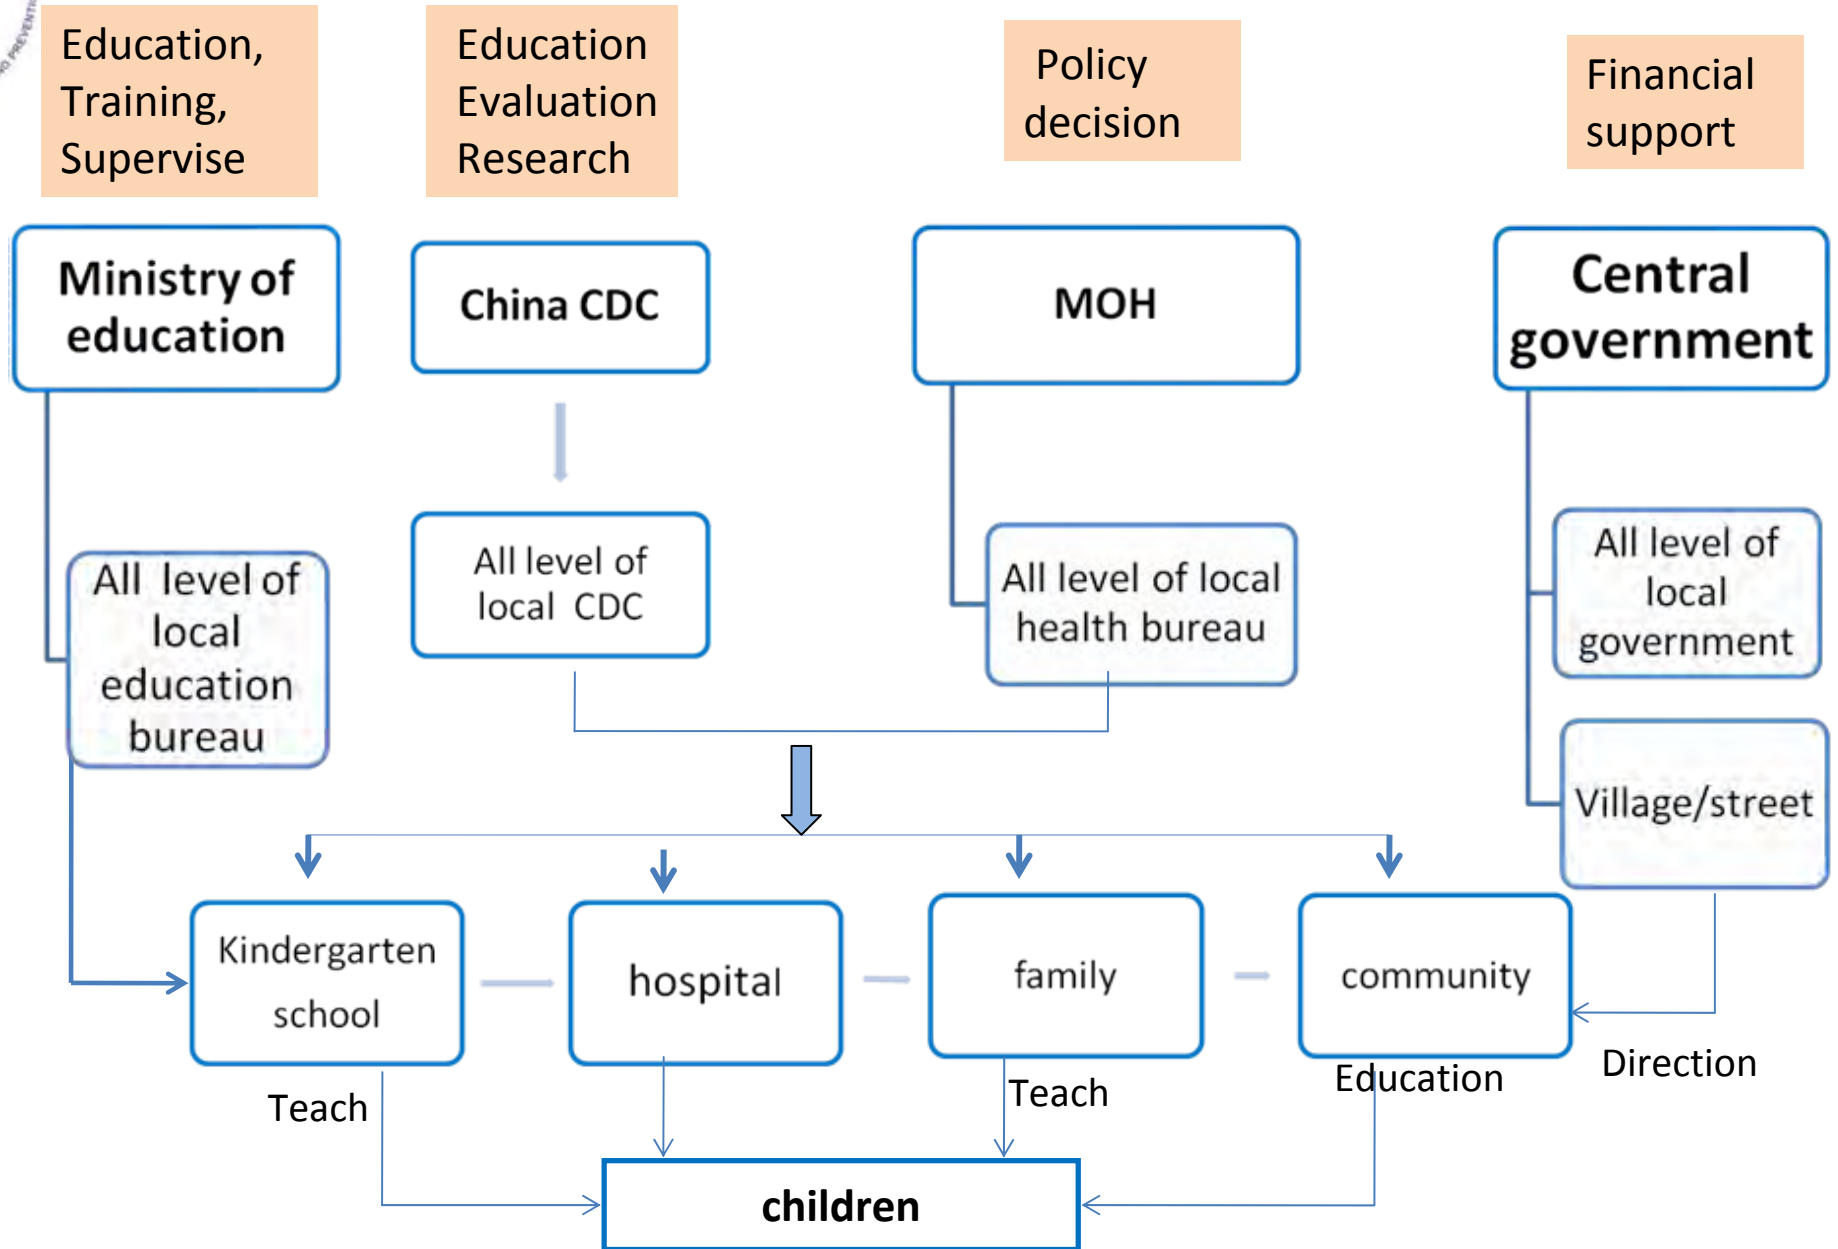 Education,
Training,
Supervise
Education
Evaluation
Research
Policy
decision
Financial
support
Ministry of
education
China CDC
MOH
Central
government
All level of
local
education
bureau
All level of
local CDC
All level of local
health bureau
All level of
local
government
Village/street
Kindergarten
school
hospital
family
community
Teach
Teach
Education
Direction
children